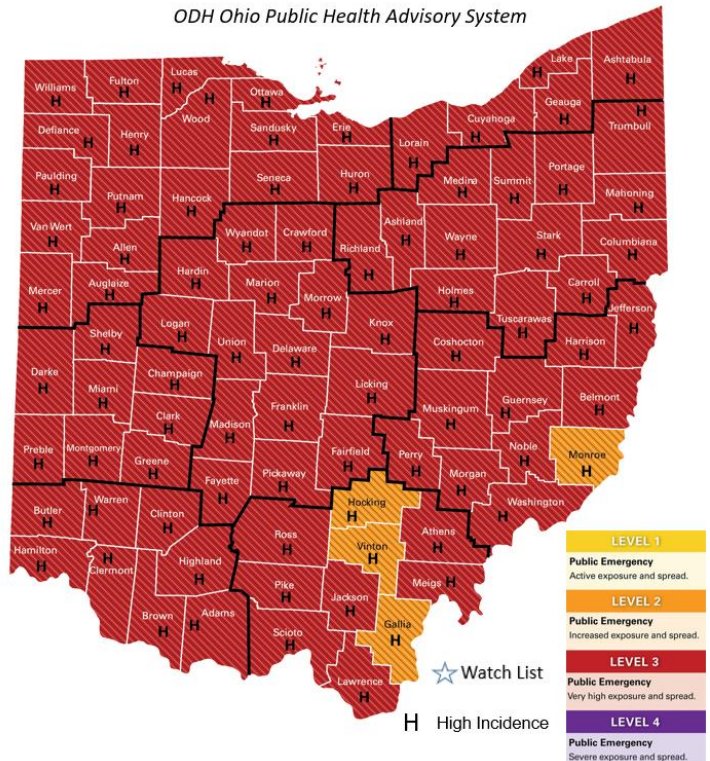 ODH Ohio Public Health Advisory System
Williams
H
Fulton
H
Lucas
H
Wood
Ottawa
H
Lake
H
Ashtabula
H
Geauga
H
Cuyahoga
H
Trumbull
H
Defiance
H
Henry
H
Sandusky
H
Erie
H
Lorain
H
Medina
H
Summit
H
Portage
H
Paulding
H
Putnam
H
Hancock
H
Seneca
H
Huron
H
Mahoning
H
Van Wert
H
Allen
H
Wyandot
H
Crawford
H
Richland
H
Ashland
H
Wayne
H
Stark
H
Columbiana
H
Mercer
H
Auglaize
H
Hardin
H
Marion
H
Morrow
H
Holmes
H
Tuscarawas
H
Carroll
H
Jefferson
H
Shelby
H
Logan
H
Union
H
Delaware
H
Knox
H
Coshocton
H
Harrison
H
Darke
H
Miami
H
Champaign
H
Clark
H
Madison
H
Franklin
H
Licking
H
Muskingum
H
Guernsey
H
Belmont
H
Preble
H
Montgomery
H
Greene
H
Fayette
H
Pickaway
H
Fairfield
H
Perry
H
Morgan
H
Noble
H
Monroe
H
Butler
H
Warren
H
Clinton
H
Ross
H
Hocking
H
Athens
H
Washington
H
Hamilton
H
Clermont
H
Highland
H
Vinton
H
Meigs
H
Brown
H
Adams
H
Pike
H
Jackson
H
Gallia
H
Scioto
H
Lawrence
H
Watch List
H High Incidence
LEVEL 1
Public Emergency
Active exposure and spread.
LEVEL 2
Public Emergency
Increased exposure and spread.
LEVEL 3
Public Emergency
Very high exposure and spread.
LEVEL 4
Public Emergency
Severe exposure and spread.